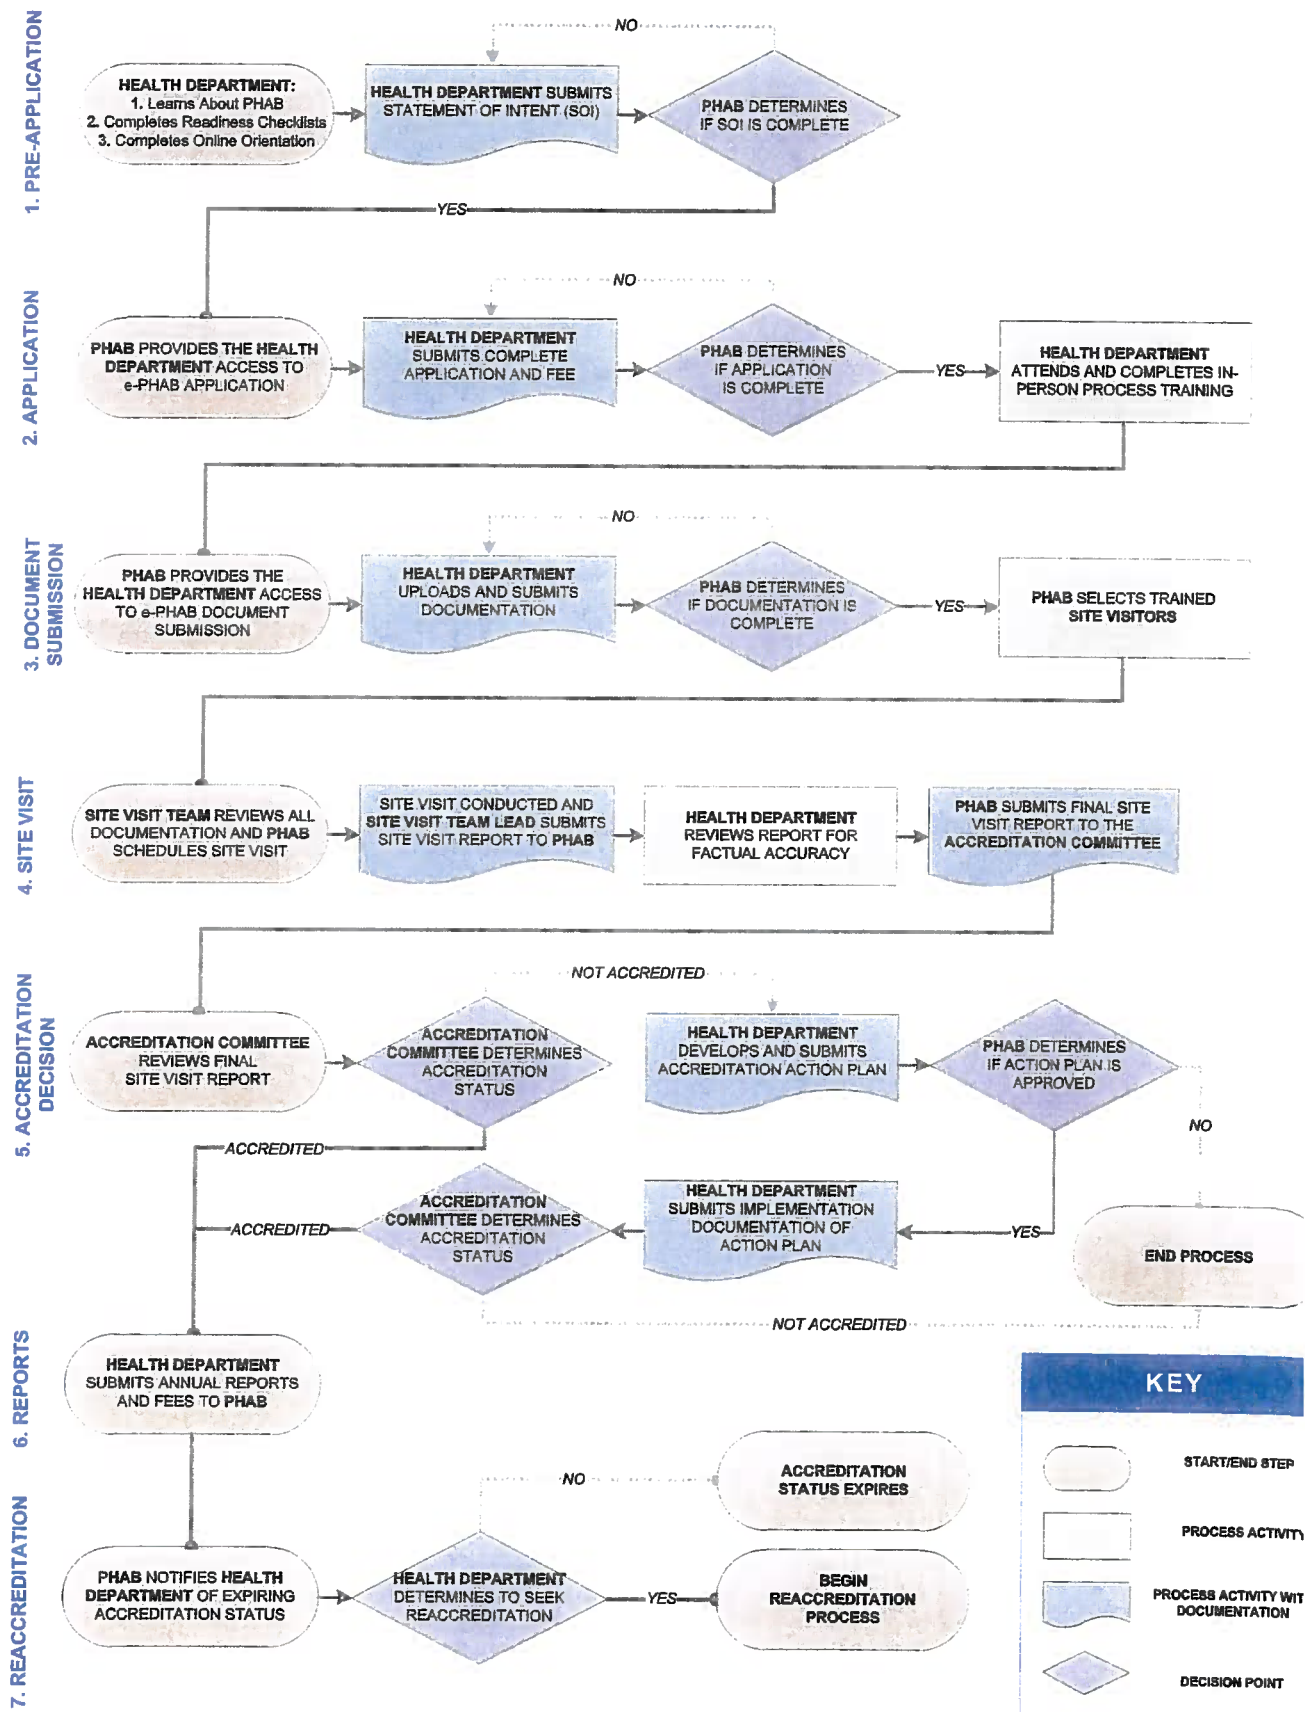 1. PRE-APPLICATION
NO
HEALTH DEPARTMENT:
1. Learns About PHAB
2. Completes Readiness Checklists
3. Completes Online Orientation
HEALTH DEPARTMENT SUBMITS
STATEMENT OF INTENT (SOI)
PHAB DETERMINES
IF SOI IS COMPLETE
YES
2. APPLICATION
NO
PHAB PROVIDES THE HEALTH
DEPARTMENT ACCESS TO
e-PHAB APPLICATION
HEALTH DEPARTMENT
SUBMITS COMPLETE
APPLICATION AND FEE
PHAB DETERMINES
IF APPLICATION
IS COMPLETE
YES
HEALTH DEPARTMENT
ATTENDS AND COMPLETES IN-
PERSON PROCESS TRAINING
3. DOCUMENT
SUBMISSION
NO
PHAB PROVIDES THE
HEALTH DEPARTMENT ACCESS
TO e-PHAB DOCUMENT
SUBMISSION
HEALTH DEPARTMENT
UPLOADS AND SUBMITS
DOCUMENTATION
PHAB DETERMINES
IF DOCUMENTATION IS
COMPLETE
YES
PHAB SELECTS TRAINED
SITE VISITORS
4. SITE VISIT
SITE VISIT TEAM REVIEWS ALL
DOCUMENTATION AND PHAB
SCHEDULES SITE VISIT
SITE VISIT CONDUCTED AND
SITE VISIT TEAM LEAD SUBMITS
SITE VISIT REPORT TO PHAB
HEALTH DEPARTMENT
REVIEWS REPORT FOR
FACTUAL ACCURACY
PHAB SUBMITS FINAL SITE
VISIT REPORT TO THE
ACCREDITATION COMMITTEE
5. ACCREDITATION
DECISION
NOT ACCREDITED
ACCREDITATION COMMITTEE
REVIEWS FINAL
SITE VISIT REPORT
ACCREDITATION
COMMITTEE DETERMINES
ACCREDITATION
STATUS
HEALTH DEPARTMENT
DEVELOPS AND SUBMITS
ACCREDITATION ACTION PLAN
PHAB DETERMINES
IF ACTION PLAN IS
APPROVED
NO
ACCREDITED
ACCREDITED
ACCREDITATION
COMMITTEE DETERMINES
ACCREDITATION
STATUS
HEALTH DEPARTMENT
SUBMITS IMPLEMENTATION
DOCUMENTATION OF
ACTION PLAN
YES
END PROCESS
NOT ACCREDITED
6. REPORTS
HEALTH DEPARTMENT
SUBMITS ANNUAL REPORTS
AND FEES TO PHAB
7. REACCREDITATION
NO
ACCREDITATION
STATUS EXPIRES
PHAB NOTIFIES HEALTH
DEPARTMENT OF EXPIRING
ACCREDITATION STATUS
HEALTH DEPARTMENT
DETERMINES TO SEEK
REACCREDITATION
YES
BEGIN
REACCREDITATION
PROCESS
KEY
START/END STEP
PROCESS ACTIVITY
PROCESS ACTIVITY WIT
DOCUMENTATION
DECISION POINT